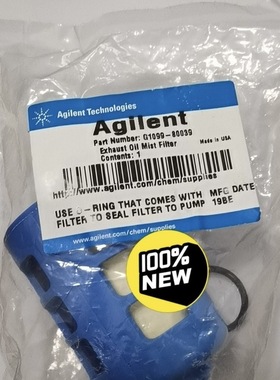 Agilent Technologies
Agilent
Part Number: G1099-80039
Exhaust Oil Mist Filter
Made in USA
Contents: 1
http://www.agilent.com/chem/supplies
USE O-RING THAT COMES WITH MFG DATE
FILTER TO SEAL FILTER TO PUMP 19BE
www.agilent.com/chem/supplies
100%
NEW